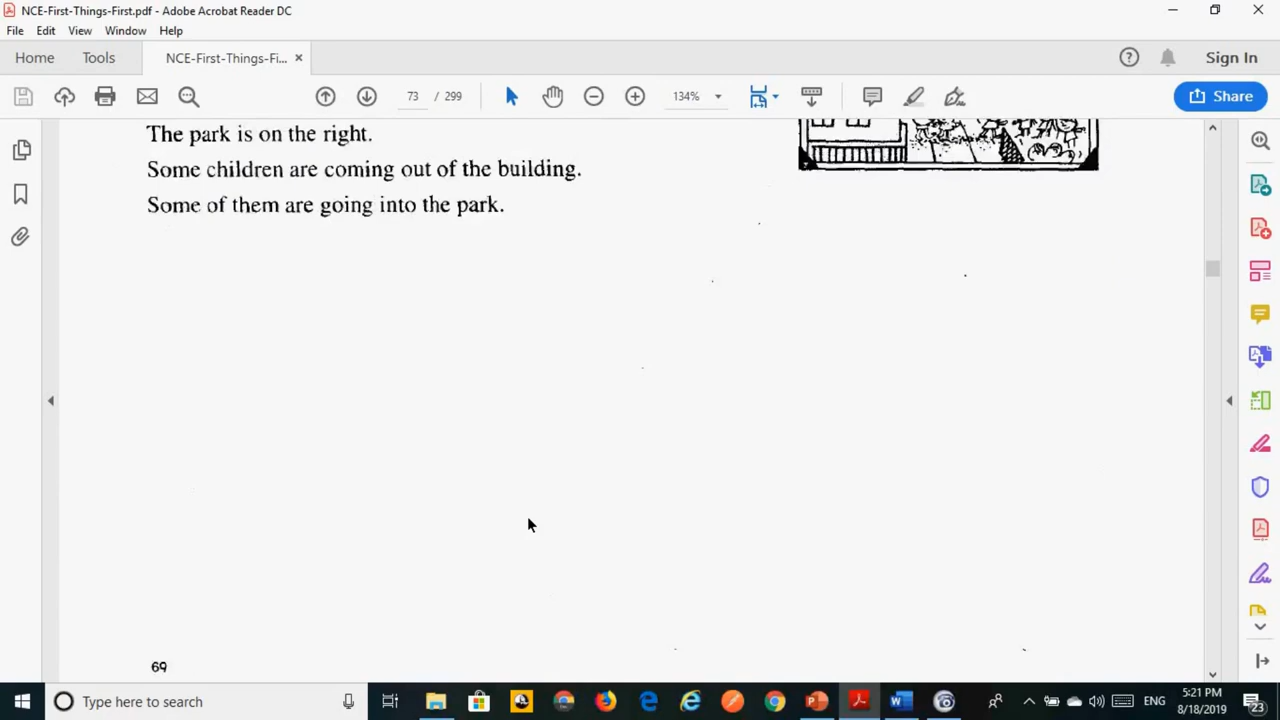 NCE-First-Things-First.pdf - Adobe Acrobat Reader DC
File Edit View Window Help
Home Tools NCE-First-Things-Fi... × Sign In
73 / 299 134% Share
The park is on the right.
Some children are coming out of the building.
Some of them are going into the park.
69
Type here to search
ENG
5:21 PM
8/18/2019
23